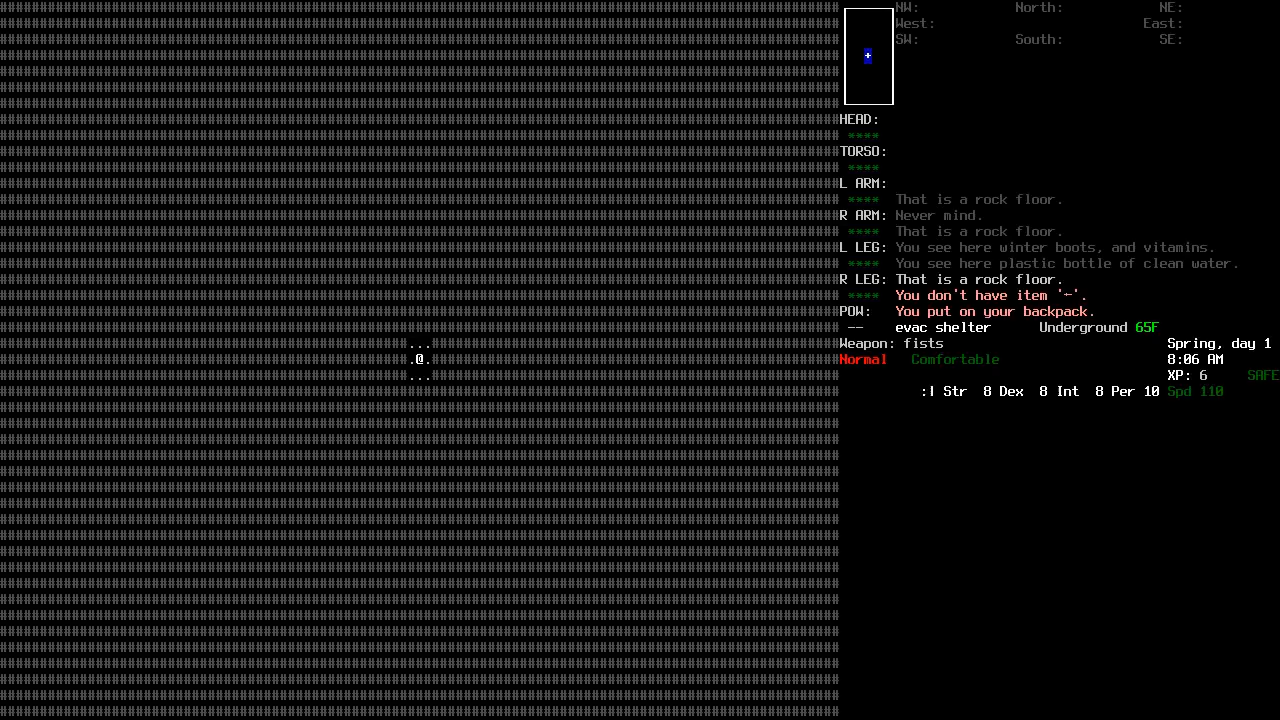 NW: North: NE:
West: East:
SW: South: SE:
+
HEAD:
****
TORSO:
****
L ARM:
**** That is a rock floor.
R ARM: Never mind.
**** That is a rock floor.
L LEG: You see here winter boots, and vitamins.
**** You see here plastic bottle of clean water.
R LEG: That is a rock floor.
**** You don't have item '←'.
POW: You put on your backpack.
-- evac shelter Underground 65F
... Weapon: fists Spring, day 1
.@. Normal Comfortable 8:06 AM
... XP: 6 SAFE
:| Str 8 Dex 8 Int 8 Per 10 Spd 110